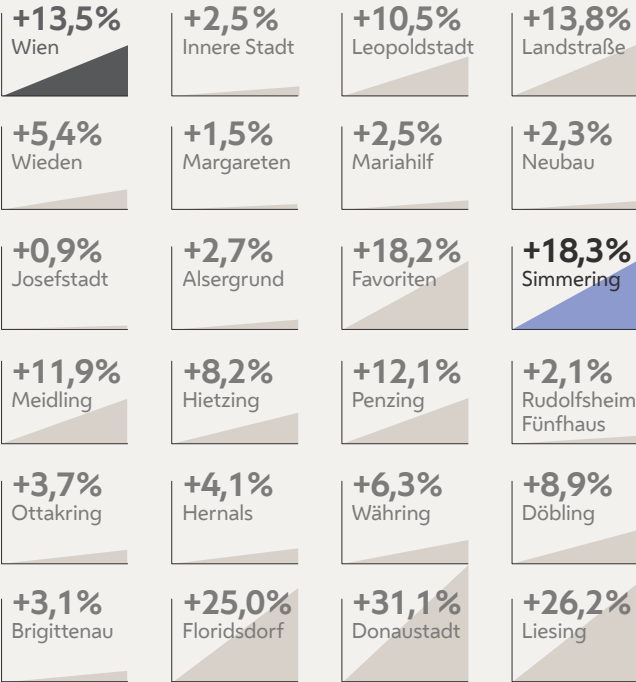 +13,5%
Wien
+2,5%
Innere Stadt
+10,5%
Leopoldstadt
+13,8%
Landstraße
+5,4%
Wieden
+1,5%
Margareten
+2,5%
Mariahilf
+2,3%
Neubau
+0,9%
Josefstadt
+2,7%
Alsergrund
+18,2%
Favoriten
+18,3%
Simmering
+11,9%
Meidling
+8,2%
Hietzing
+12,1%
Penzing
+2,1%
Rudolfsheim
Fünfhaus
+3,7%
Ottakring
+4,1%
Hernals
+6,3%
Währing
+8,9%
Döbling
+3,1%
Brigittenau
+25,0%
Floridsdorf
+31,1%
Donaustadt
+26,2%
Liesing